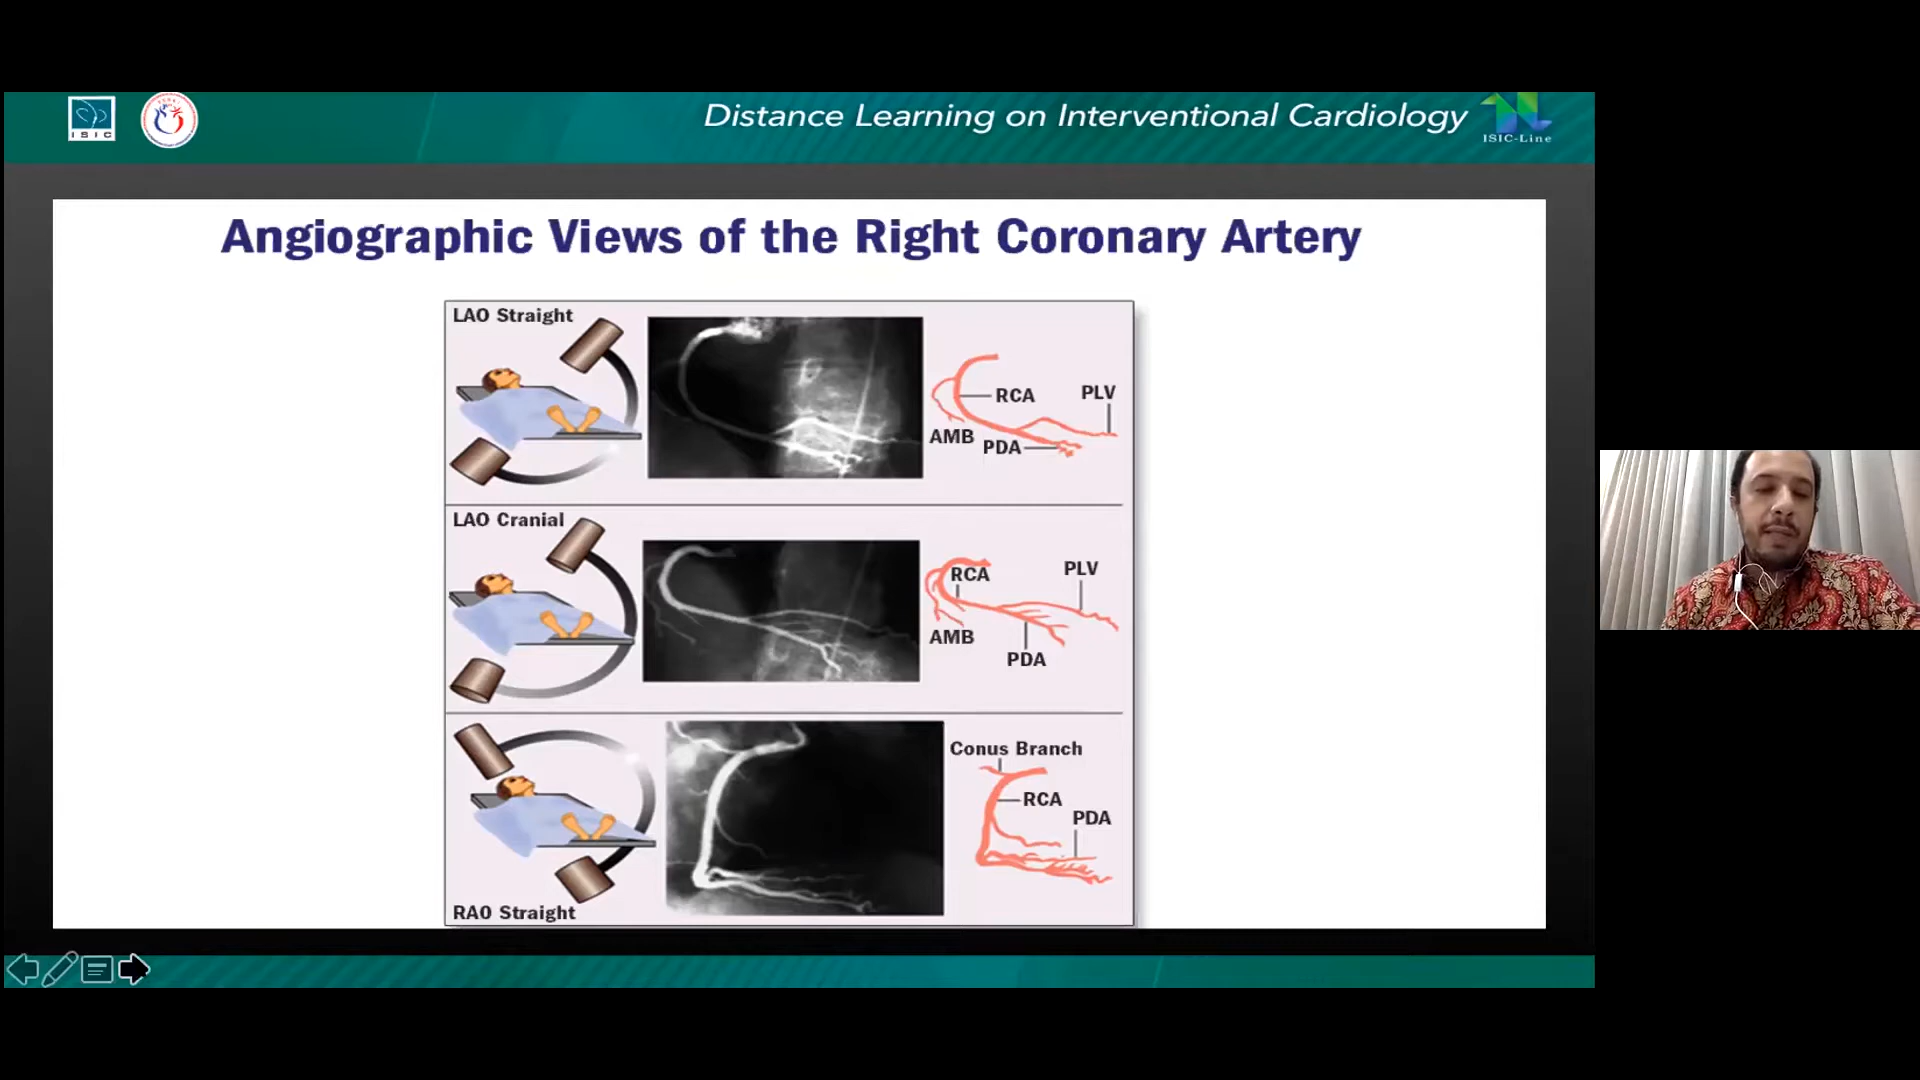 ISIC
Distance Learning on Interventional Cardiology
ISIC-Line
Angiographic Views of the Right Coronary Artery
LAO Straight
RCA
PLV
AMB
PDA
LAO Cranial
RCA
PLV
AMB
PDA
Conus Branch
RCA
PDA
RAO Straight